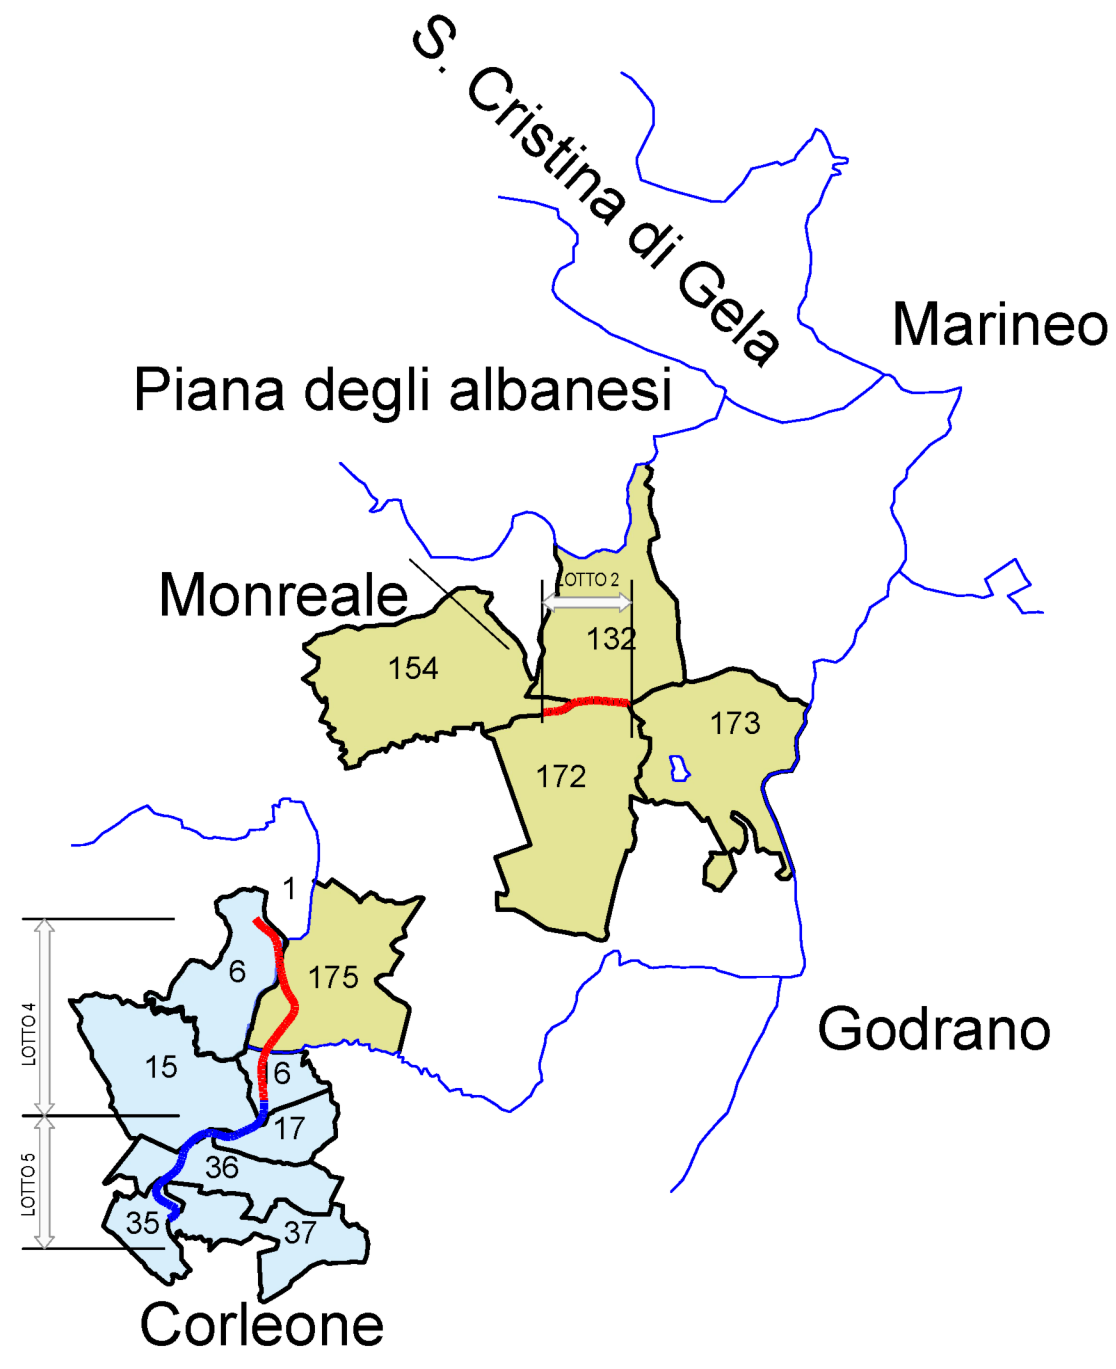 S. Cristina di Gela
Marineo
Piana degli albanesi
LOTTO 2
Monreale
132
154
173
172
1
6
175
Godrano
LOTTO 4
15
6
17
36
LOTTO 5
35
37
Corleone